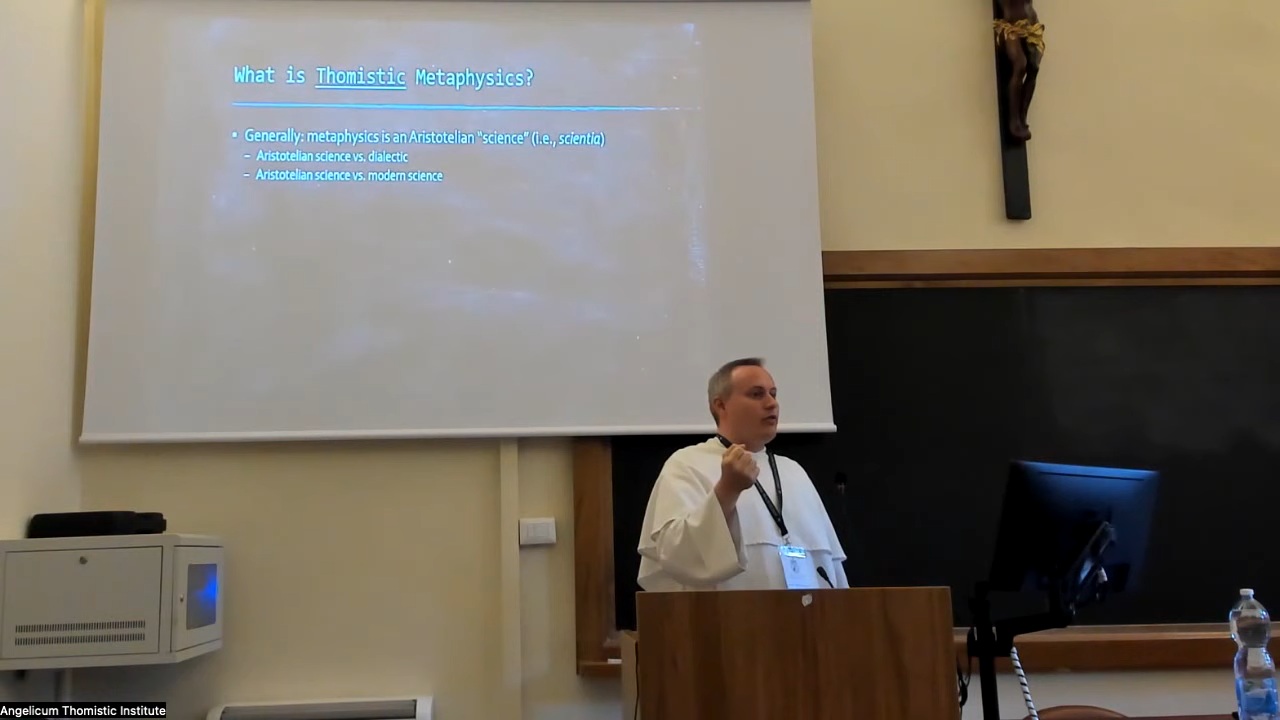 What is Thomistic Metaphysics?
• Generally: metaphysics is an Aristotelian “science” (i.e., scientia)
– Aristotelian science vs. dialectic
– Aristotelian science vs. modern science
Angelicum Thomistic Institute